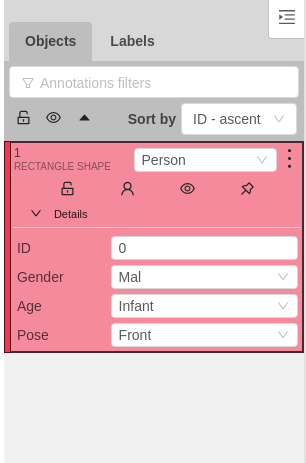 Objects
Labels
Annotations filters
Sort by
ID - ascent
1
RECTANGLE SHAPE
Person
Details
ID
0
Gender
Mal
Age
Infant
Pose
Front